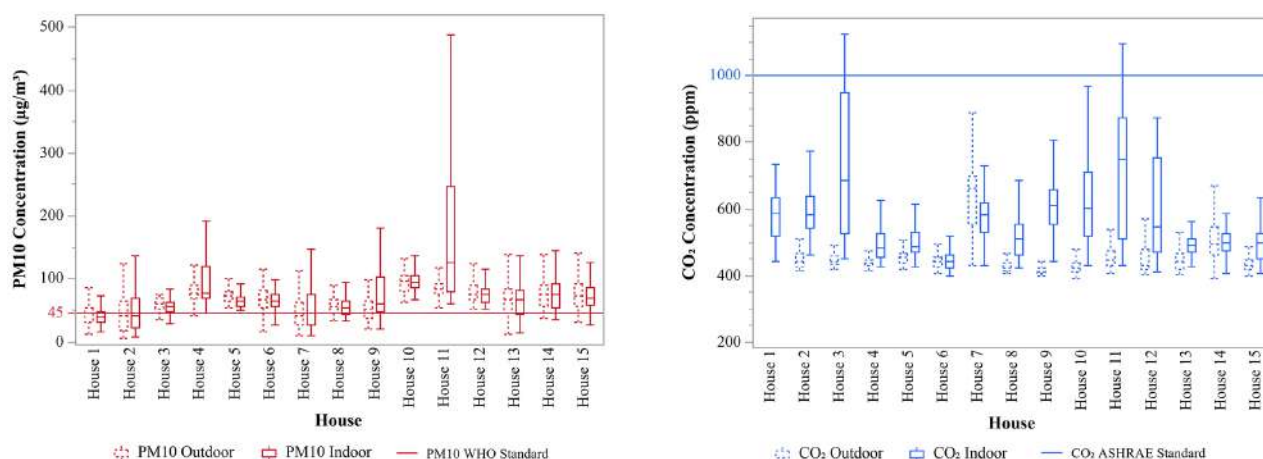 PM10 Concentration (µg/m³)
500
400
300
200
100
45
0
House 1
House 2
House 3
House 4
House 5
House 6
House 7
House 8
House 9
House 10
House 11
House 12
House 13
House 14
House 15
House
PM10 Outdoor PM10 Indoor PM10 WHO Standard
CO₂ Concentration (ppm)
1000
800
600
400
200
House 1
House 2
House 3
House 4
House 5
House 6
House 7
House 8
House 9
House 10
House 11
House 12
House 13
House 14
House 15
House
CO₂ Outdoor CO₂ Indoor CO₂ ASHRAE Standard